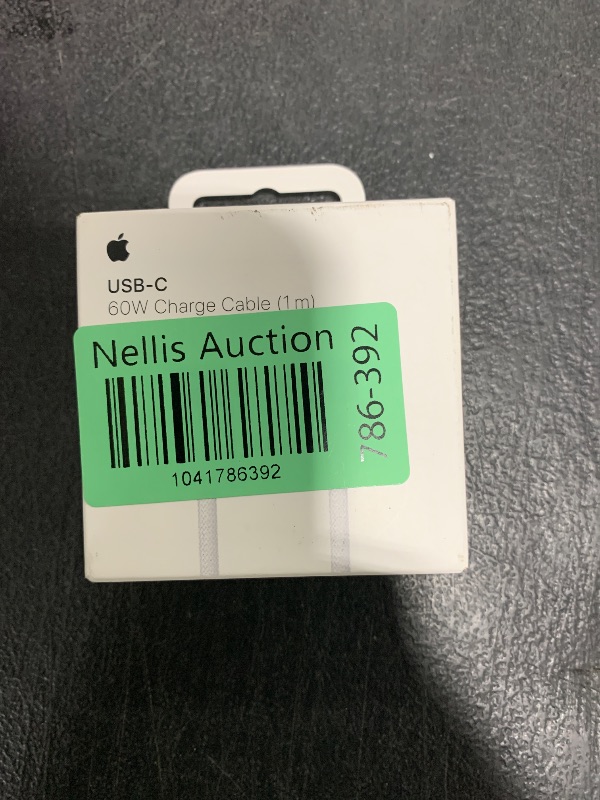 USB-C
60W Charge Cable (1 m)
Nellis Auction
1041786392
786-392